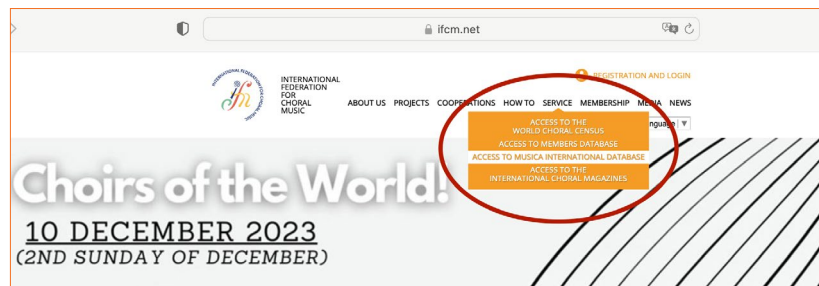 ifcm.net
REGISTRATION AND LOGIN
INTERNATIONAL
FEDERATION
FOR
CHORAL
MUSIC
ABOUT US PROJECTS COOPERATIONS HOW TO SERVICE MEMBERSHIP MEDIA NEWS
ACCESS TO THE
WORLD CHORAL CENSUS
ACCESS TO MEMBERS DATABASE
ACCESS TO MUSICA INTERNATIONAL DATABASE
ACCESS TO THE
INTERNATIONAL CHORAL MAGAZINES
Choirs of the World!
10 DECEMBER 2023
(2ND SUNDAY OF DECEMBER)